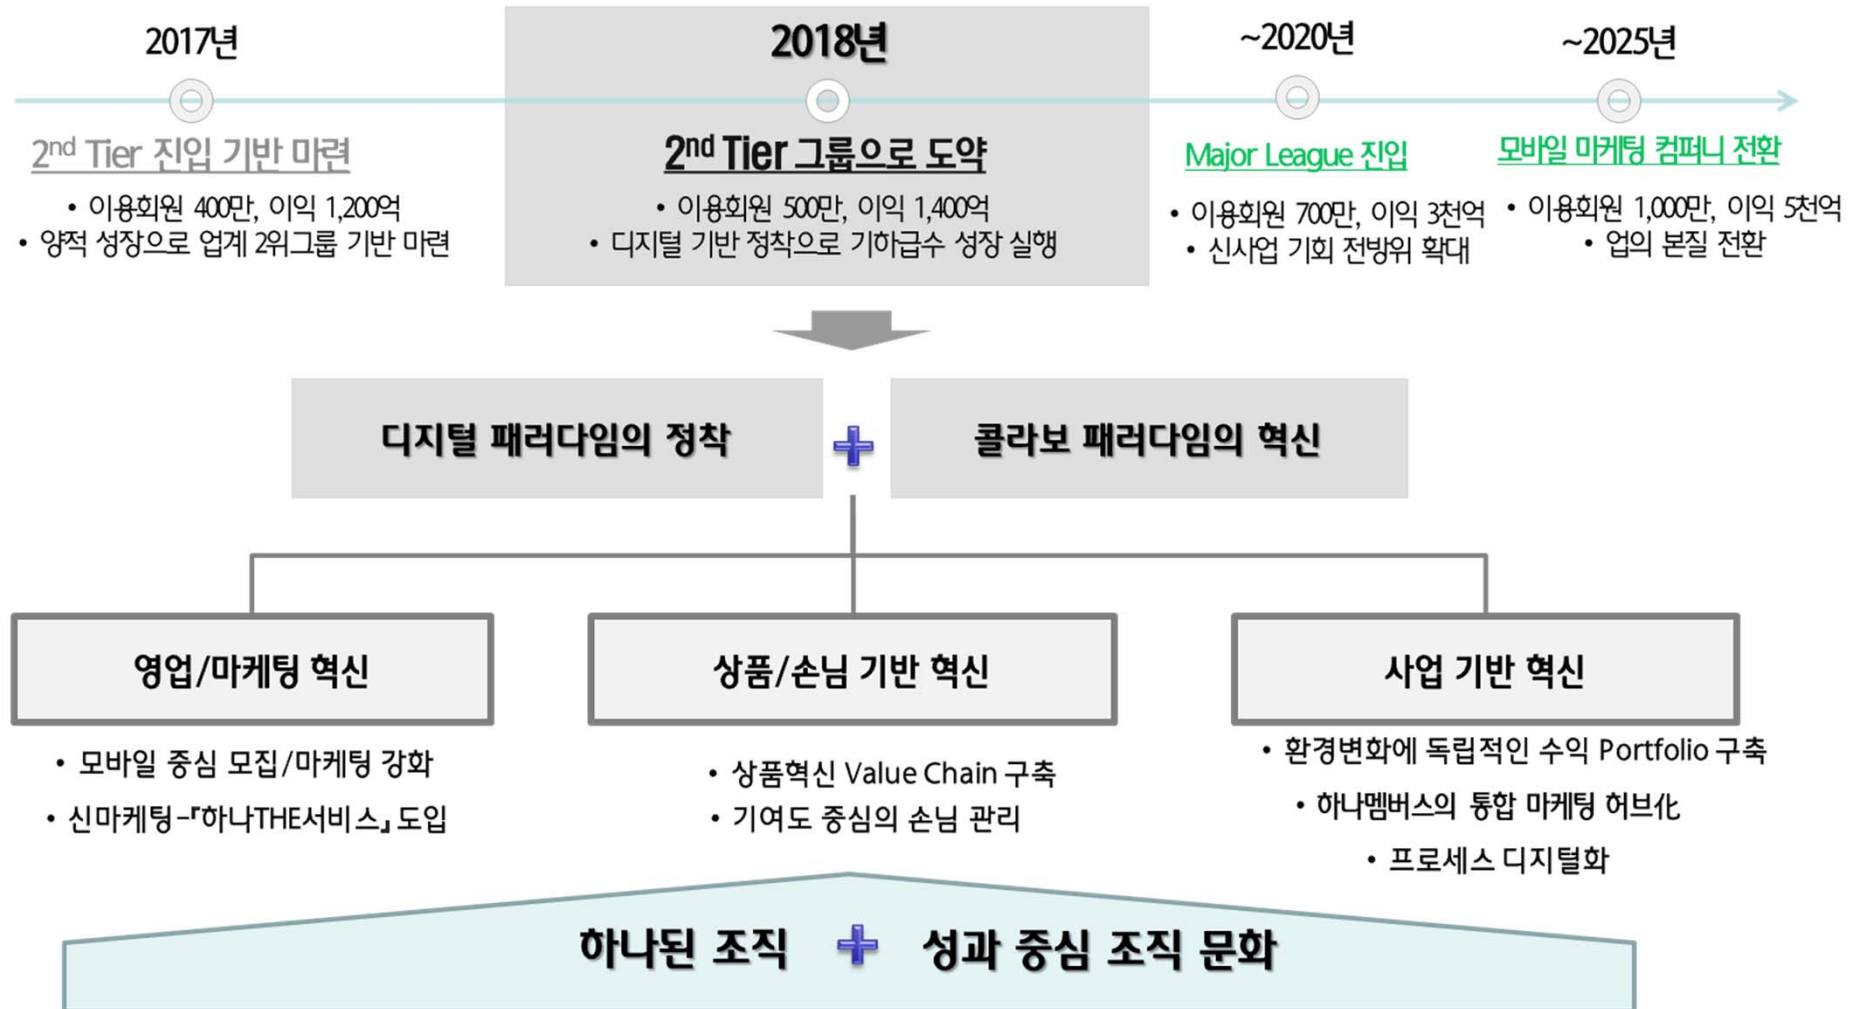 2017년
2nd Tier 진입 기반 마련
• 이용회원 400만, 이익 1,200억
• 양적 성장으로 업계 2위그룹 기반 마련
2018년
2nd Tier 그룹으로 도약
• 이용회원 500만, 이익 1,400억
• 디지털 기반 정착으로 기하급수 성장 실행
~2020년
Major League 진입
• 이용회원 700만, 이익 3천억
• 신사업 기회 전방위 확대
~2025년
모바일 마케팅 컴퍼니 전환
• 이용회원 1,000만, 이익 5천억
• 업의 본질 전환
디지털 패러다임의 정착
콜라보 패러다임의 혁신
영업/마케팅 혁신
• 모바일 중심 모집/마케팅 강화
• 신마케팅-『하나THE서비스』 도입
상품/손님 기반 혁신
• 상품혁신 Value Chain 구축
• 기여도 중심의 손님 관리
사업 기반 혁신
• 환경변화에 독립적인 수익 Portfolio 구축
• 하나멤버스의 통합 마케팅 허브化
• 프로세스 디지털화
하나된 조직 + 성과 중심 조직 문화